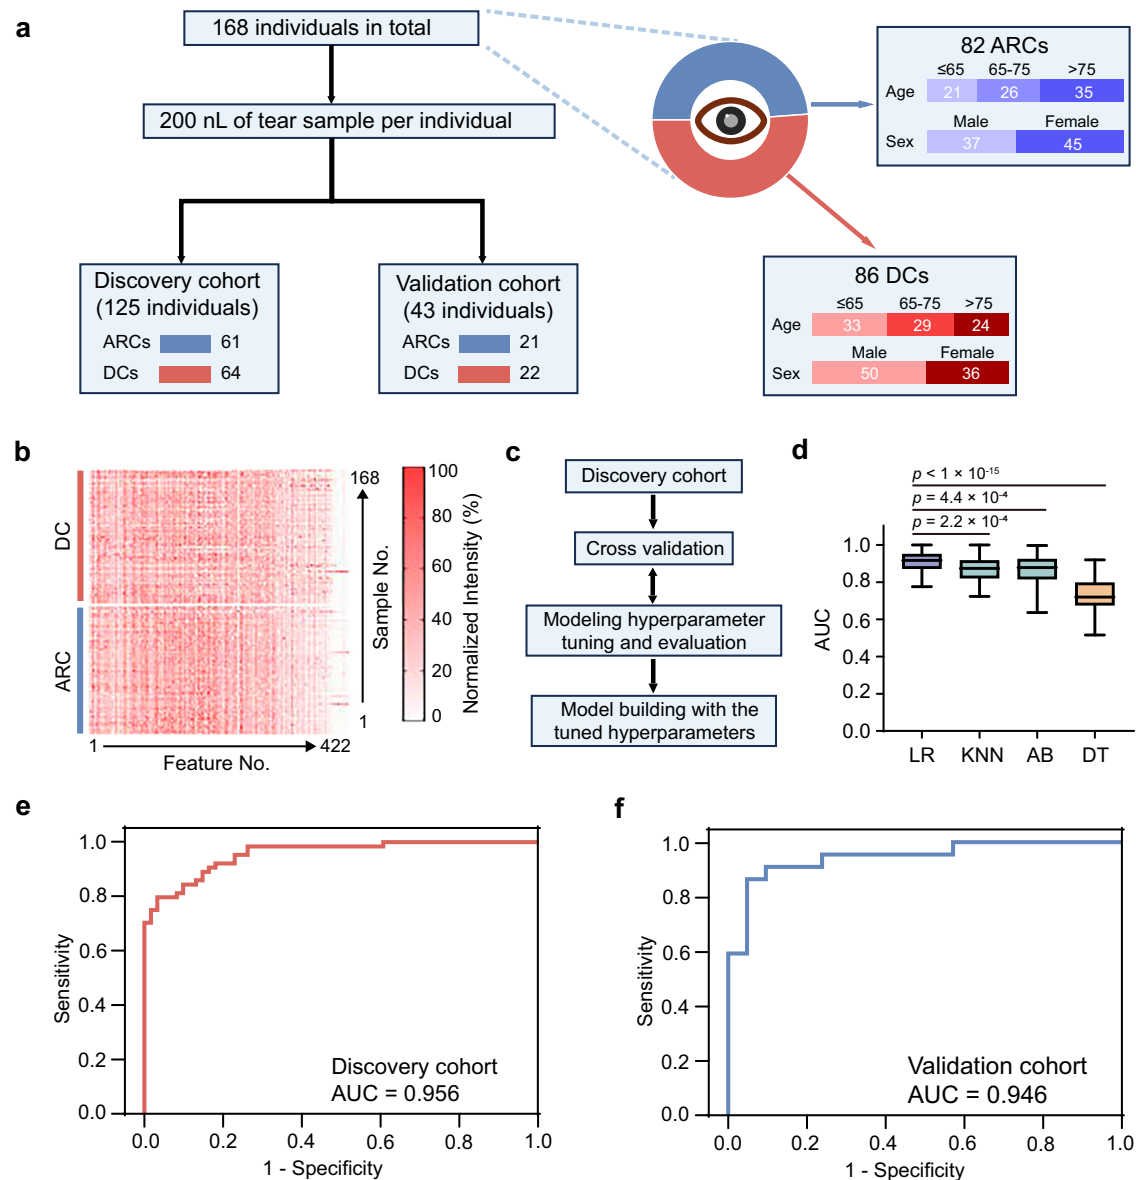 a
168 individuals in total
200 nL of tear sample per individual
Discovery cohort
(125 individuals)
ARCs 61
DCs 64
Validation cohort
(43 individuals)
ARCs 21
DCs 22
82 ARCs
≤65 65-75 >75
Age 21 26 35
Male Female
Sex 37 45
86 DCs
≤65 65-75 >75
Age 33 29 24
Male Female
Sex 50 36
b
DC
ARC
168
Sample No.
1
1 422
Feature No.
100
80
60
40
20
0
Normalized Intensity (%)
c
Discovery cohort
Cross validation
Modeling hyperparameter
tuning and evaluation
Model building with the
tuned hyperparameters
d
p < 1 × 10⁻¹⁵
p = 4.4 × 10⁻⁴
p = 2.2 × 10⁻⁴
1.0
0.8
0.6
0.4
0.2
0.0
AUC
LR KNN AB DT
e
1.0
0.8
0.6
0.4
0.2
0.0
Sensitivity
Discovery cohort
AUC = 0.956
0.0 0.2 0.4 0.6 0.8 1.0
1 - Specificity
f
1.0
0.8
0.6
0.4
0.2
0.0
Sensitivity
Validation cohort
AUC = 0.946
0.0 0.2 0.4 0.6 0.8 1.0
1 - Specificity